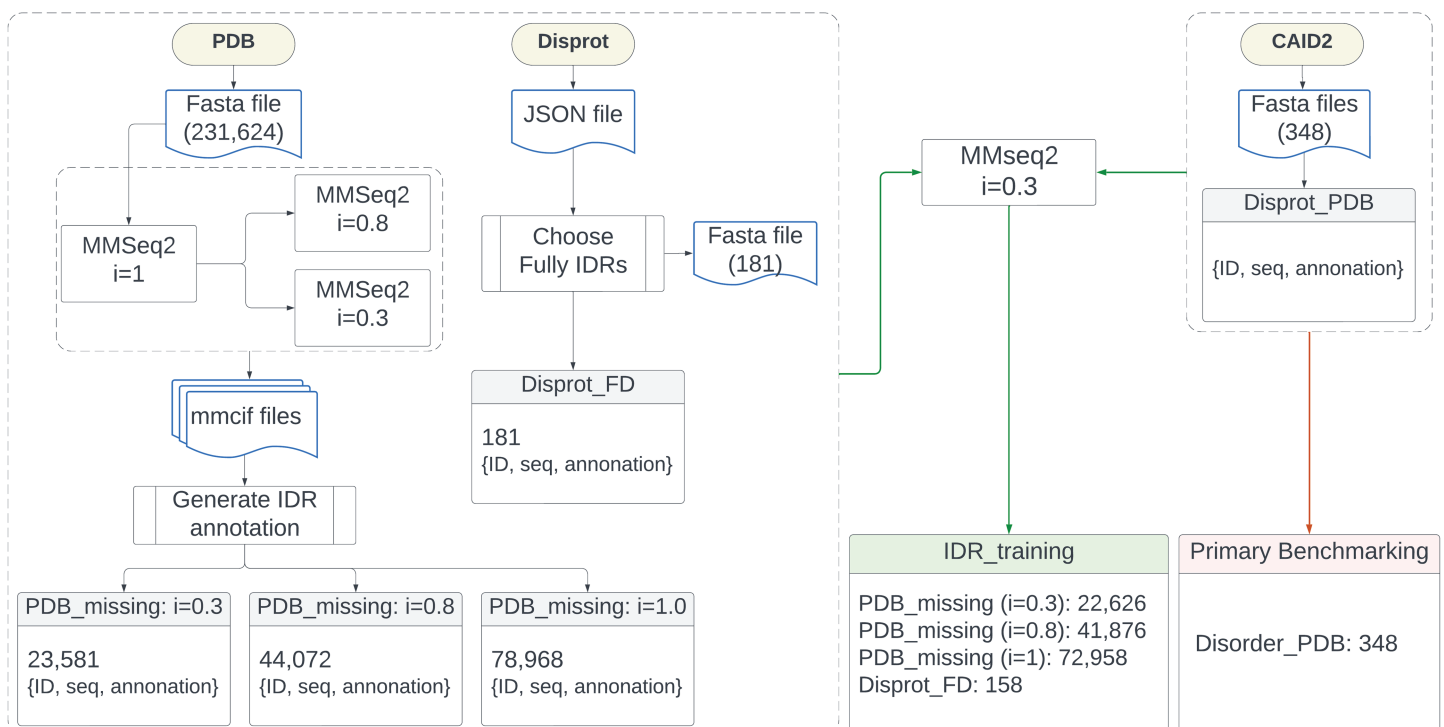 PDB
Fasta file
(231,624)
MMSeq2
i=1
MMSeq2
i=0.8
MMSeq2
i=0.3
mmcif files
Generate IDR
annotation
PDB_missing: i=0.3
23,581
{ID, seq, annonation}
PDB_missing: i=0.8
44,072
{ID, seq, annonation}
PDB_missing: i=1.0
78,968
{ID, seq, annonation}
Disprot
JSON file
Choose
Fully IDRs
Fasta file
(181)
Disprot_FD
181
{ID, seq, annonation}
MMseq2
i=0.3
CAID2
Fasta files
(348)
Disprot_PDB
{ID, seq, annonation}
IDR_training
PDB_missing (i=0.3): 22,626
PDB_missing (i=0.8): 41,876
PDB_missing (i=1): 72,958
Disprot_FD: 158
Primary Benchmarking
Disorder_PDB: 348